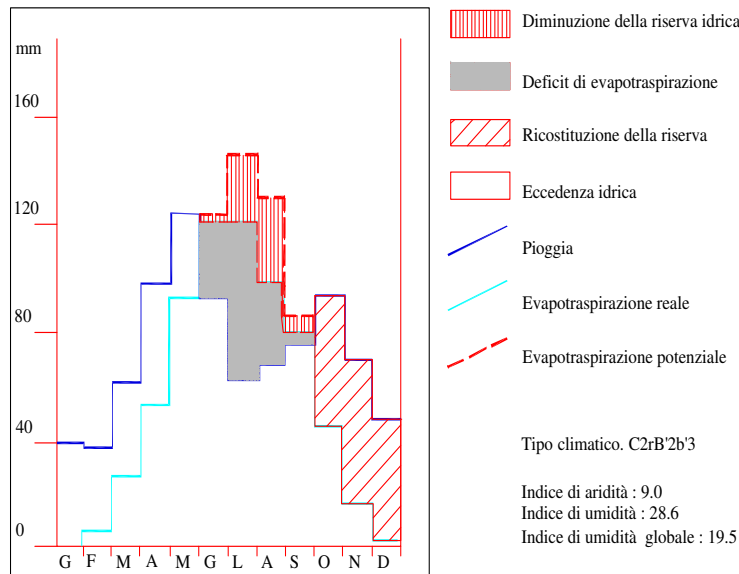 mm
160
120
80
40
0
G F M A M G L A S O N D
Diminuzione della riserva idrica
Deficit di evapotraspirazione
Ricostituzione della riserva
Eccedenza idrica
Pioggia
Evapotraspirazione reale
Evapotraspirazione potenziale
Tipo climatico. C2rB'2b'3
Indice di aridità : 9.0
Indice di umidità : 28.6
Indice di umidità globale : 19.5